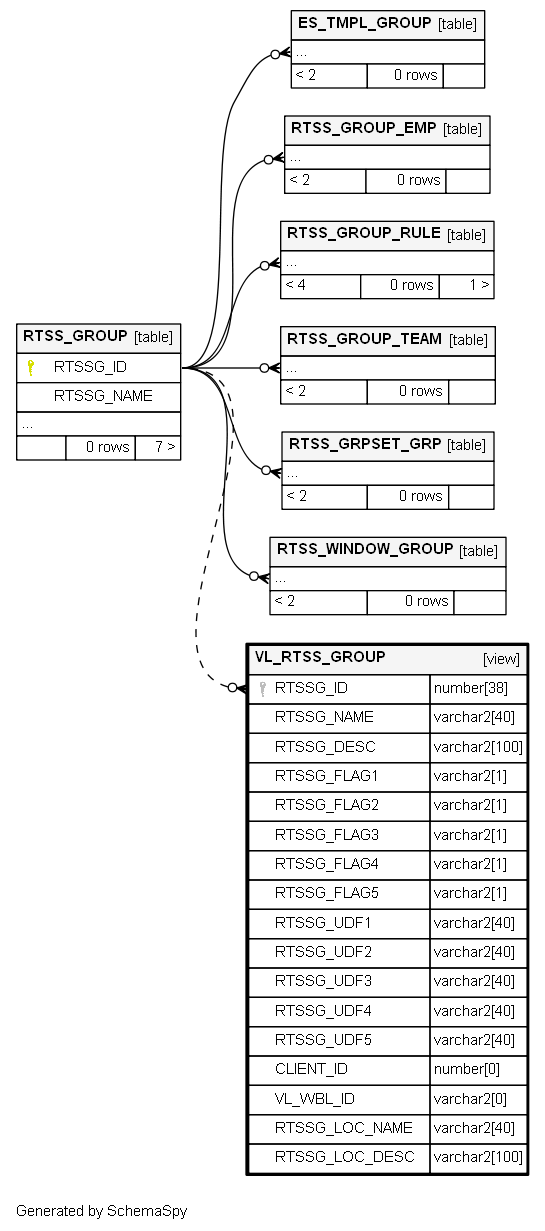 ES_TMPL_GROUP [table]
...
< 2 0 rows
RTSS_GROUP_EMP [table]
...
< 2 0 rows
RTSS_GROUP_RULE [table]
...
< 4 0 rows 1 >
RTSS_GROUP [table]
RTSSG_ID
RTSSG_NAME
...
0 rows 7 >
RTSS_GROUP_TEAM [table]
...
< 2 0 rows
RTSS_GRPSET_GRP [table]
...
< 2 0 rows
RTSS_WINDOW_GROUP [table]
...
< 2 0 rows
VL_RTSS_GROUP [view]
RTSSG_ID number[38]
RTSSG_NAME varchar2[40]
RTSSG_DESC varchar2[100]
RTSSG_FLAG1 varchar2[1]
RTSSG_FLAG2 varchar2[1]
RTSSG_FLAG3 varchar2[1]
RTSSG_FLAG4 varchar2[1]
RTSSG_FLAG5 varchar2[1]
RTSSG_UDF1 varchar2[40]
RTSSG_UDF2 varchar2[40]
RTSSG_UDF3 varchar2[40]
RTSSG_UDF4 varchar2[40]
RTSSG_UDF5 varchar2[40]
CLIENT_ID number[0]
VL_WBL_ID varchar2[0]
RTSSG_LOC_NAME varchar2[40]
RTSSG_LOC_DESC varchar2[100]
Generated by SchemaSpy